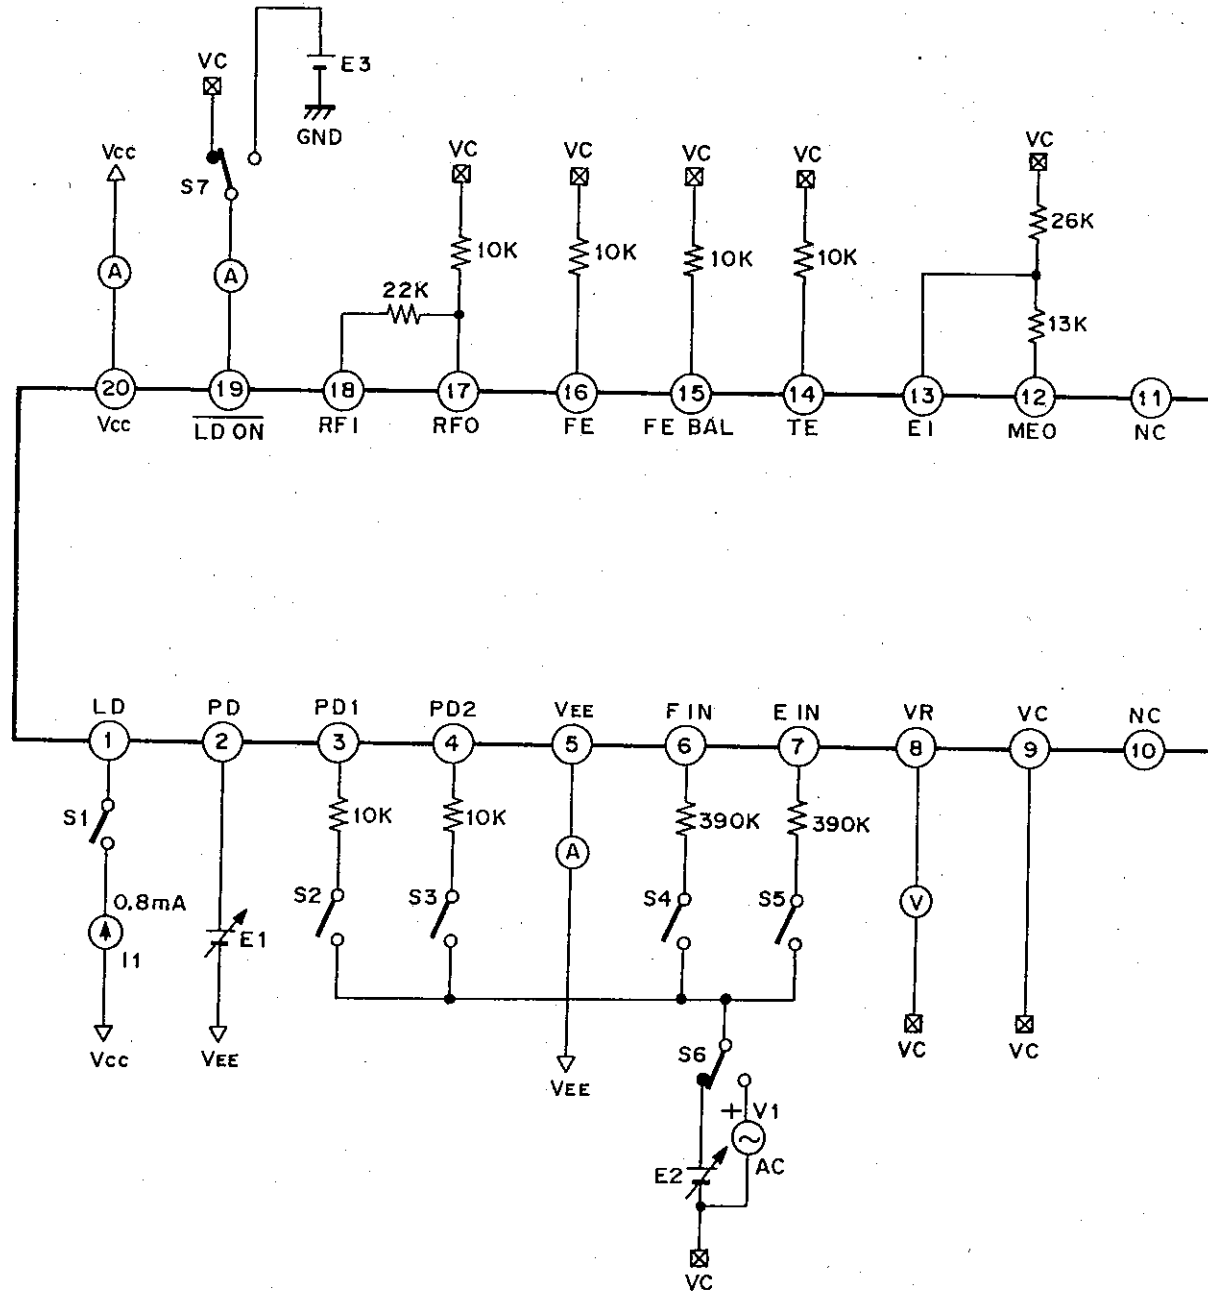 VC
E3
GND
Vcc
S7
A
A
VC
10K
22K
VC
10K
VC
10K
VC
10K
VC
26K
13K
20 19 18 17 16 15 14 13 12 11
Vcc LD ON RFI RFO FE FE BAL TE EI MEO NC
LD PD PD1 PD2 VEE F IN E IN VR VC NC
1 2 3 4 5 6 7 8 9 10
S1
0.8mA
I1
Vcc
E1
VEE
10K
S2
10K
S3
A
VEE
390K
S4
390K
S5
V
VC
VC
S6
+ V1
AC
E2
VC